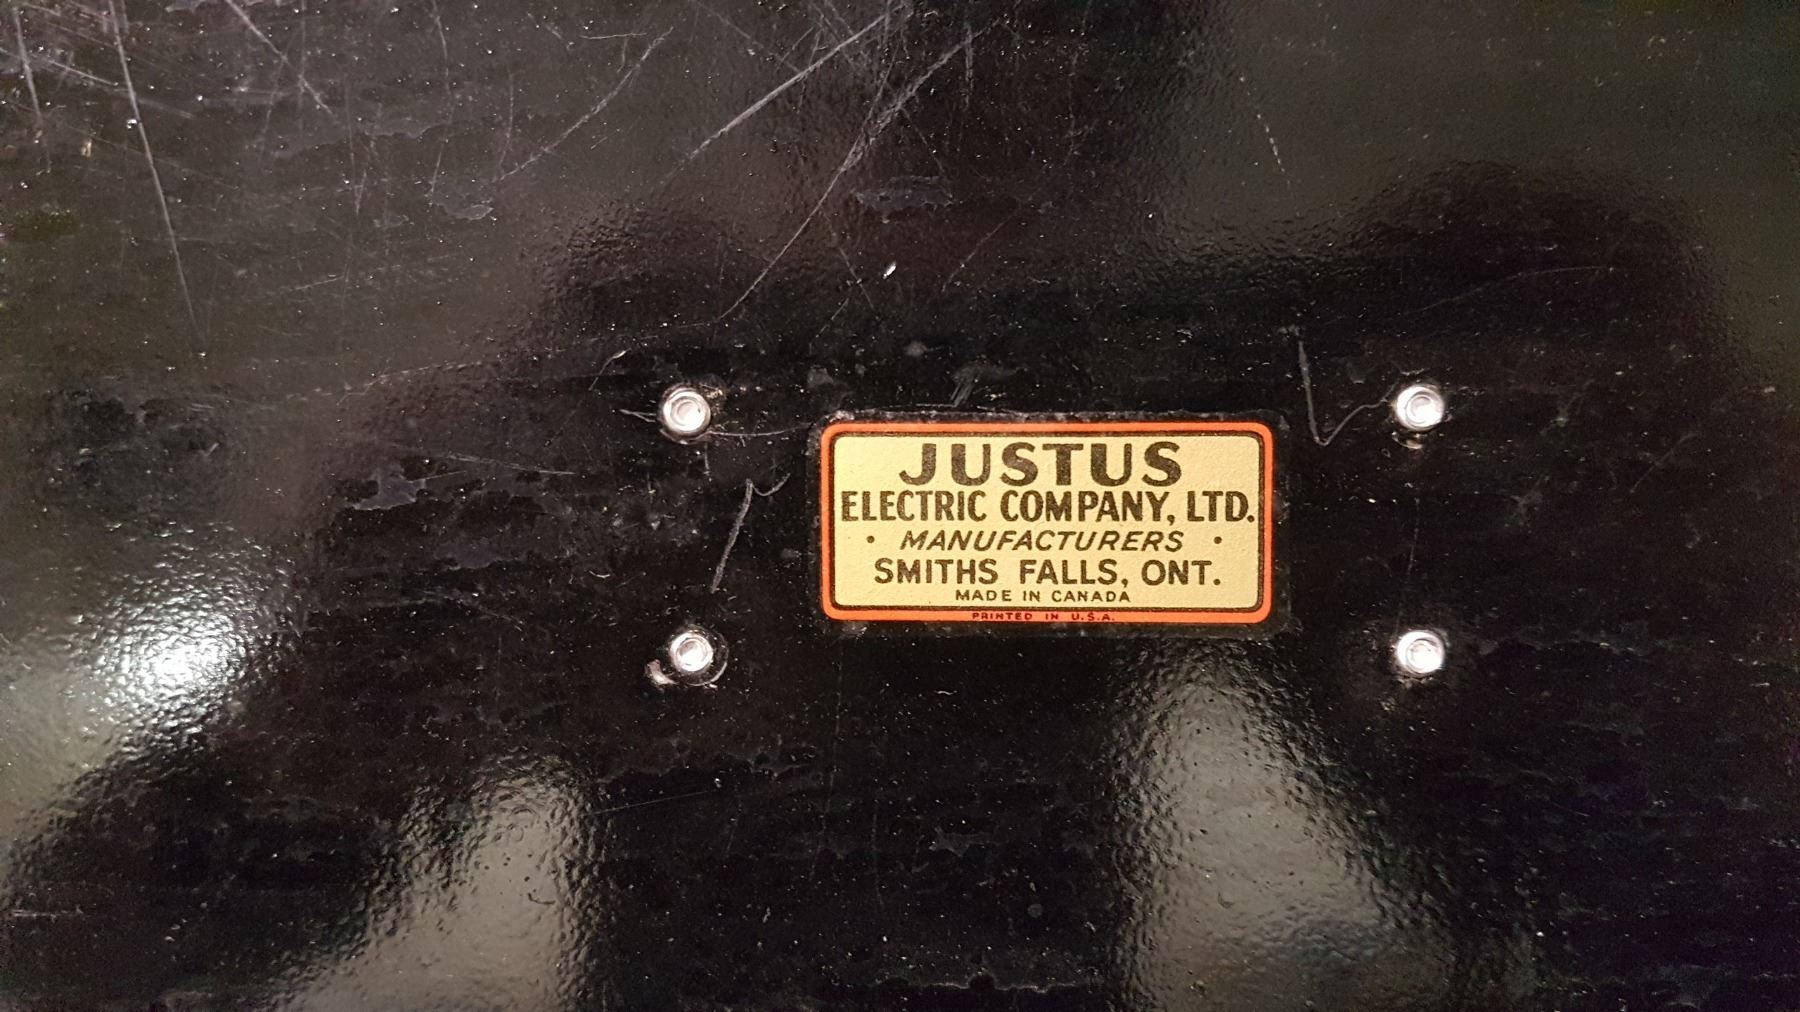 JUSTUS
ELECTRIC COMPANY, LTD.
• MANUFACTURERS •
SMITHS FALLS, ONT.
MADE IN CANADA
PRINTED IN U.S.A.